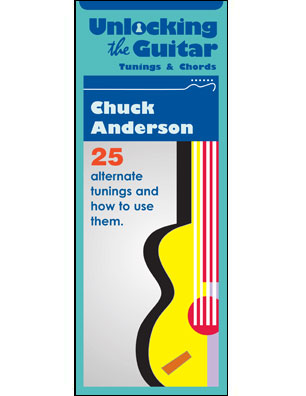 Unlocking
the Guitar
Tunings & Chords
Chuck
Anderson
25
alternate
tunings and
how to use
them.